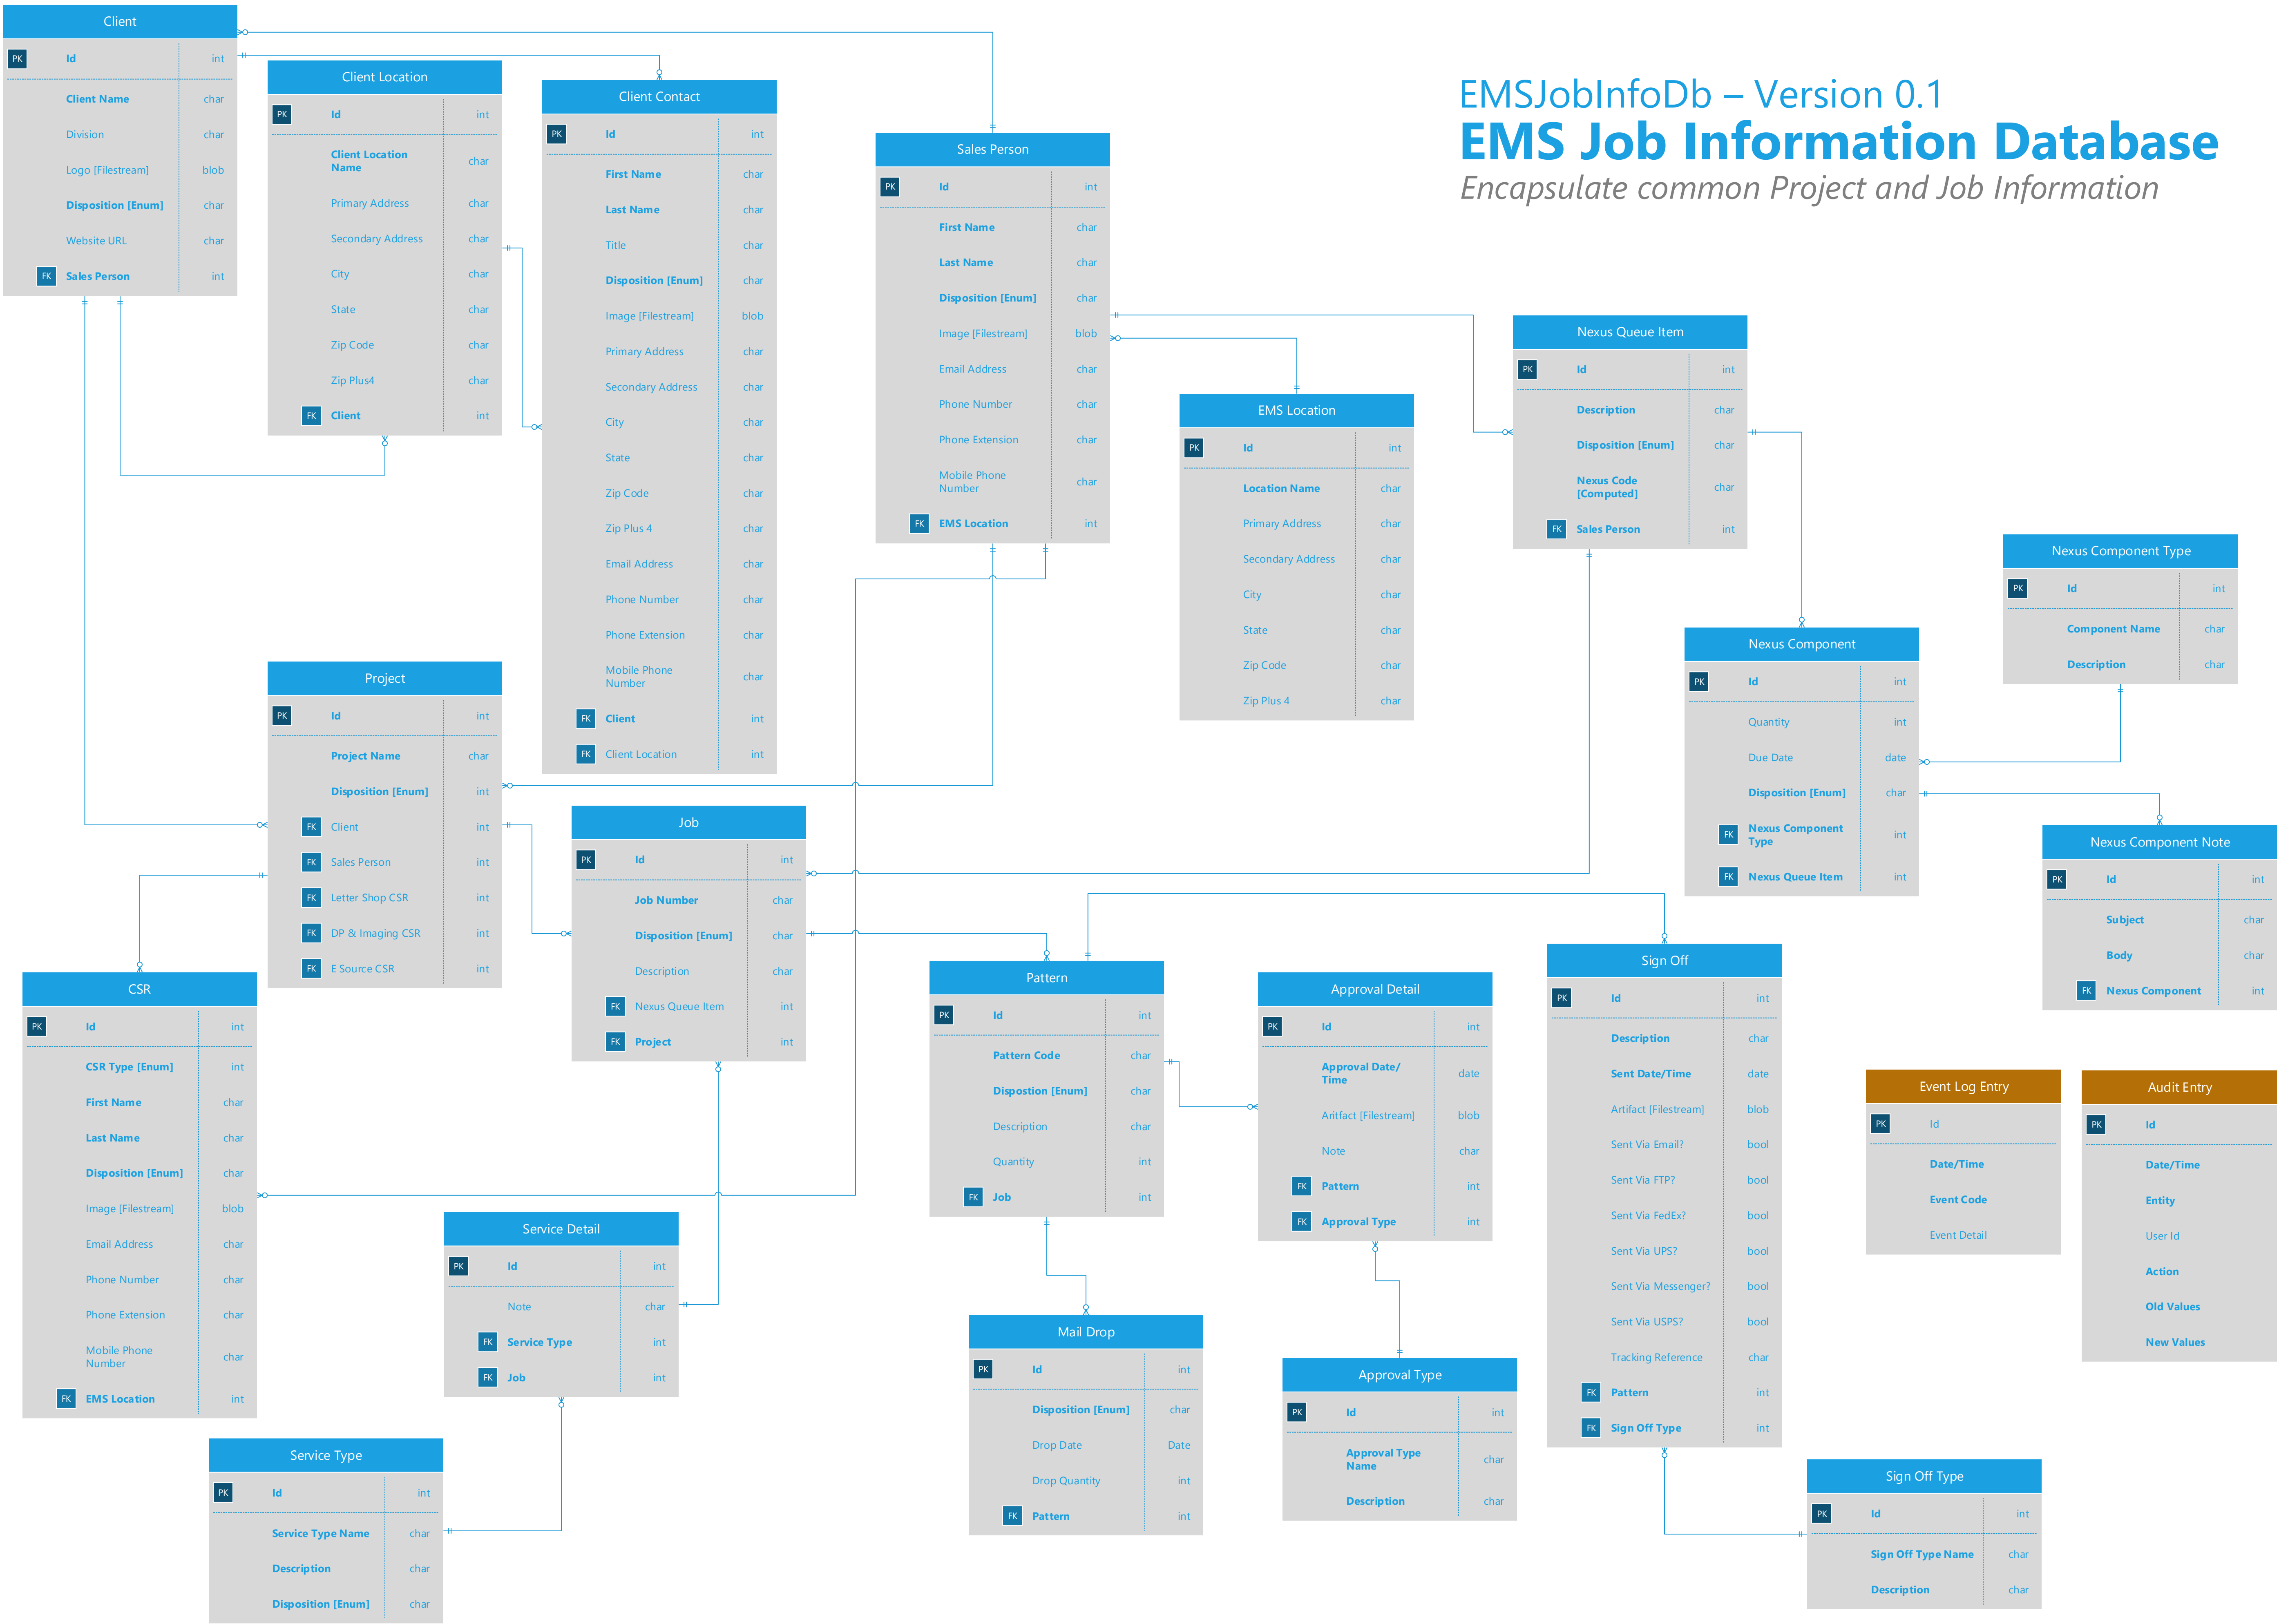 EMSJobInfoDb – Version 0.1
EMS Job Information Database
Encapsulate common Project and Job Information
Client
PK Id int
Client Name char
Division char
Logo [Filestream] blob
Disposition [Enum] char
Website URL char
FK Sales Person int
Client Location
PK Id int
Client Location
Name char
Primary Address char
Secondary Address char
City char
State char
Zip Code char
Zip Plus4 char
FK Client int
Client Contact
PK Id int
First Name char
Last Name char
Title char
Disposition [Enum] char
Image [Filestream] blob
Primary Address char
Secondary Address char
City char
State char
Zip Code char
Zip Plus 4 char
Email Address char
Phone Number char
Phone Extension char
Mobile Phone
Number char
FK Client int
FK Client Location int
Sales Person
PK Id int
First Name char
Last Name char
Disposition [Enum] char
Image [Filestream] blob
Email Address char
Phone Number char
Phone Extension char
Mobile Phone
Number char
FK EMS Location int
EMS Location
PK Id int
Location Name char
Primary Address char
Secondary Address char
City char
State char
Zip Code char
Zip Plus 4 char
Nexus Queue Item
PK Id int
Description char
Disposition [Enum] char
Nexus Code
[Computed] char
FK Sales Person int
Nexus Component Type
PK Id int
Component Name char
Description char
Nexus Component
PK Id int
Quantity int
Due Date date
Disposition [Enum] char
FK Nexus Component
Type int
FK Nexus Queue Item int
Nexus Component Note
PK Id int
Subject char
Body char
FK Nexus Component int
Project
PK Id int
Project Name char
Disposition [Enum] int
FK Client int
FK Sales Person int
FK Letter Shop CSR int
FK DP & Imaging CSR int
FK E Source CSR int
Job
PK Id int
Job Number char
Disposition [Enum] char
Description char
FK Nexus Queue Item int
FK Project int
CSR
PK Id int
CSR Type [Enum] int
First Name char
Last Name char
Disposition [Enum] char
Image [Filestream] blob
Email Address char
Phone Number char
Phone Extension char
Mobile Phone
Number char
FK EMS Location int
Pattern
PK Id int
Pattern Code char
Dispostion [Enum] char
Description char
Quantity int
FK Job int
Approval Detail
PK Id int
Approval Date/
Time date
Aritfact [Filestream] blob
Note char
FK Pattern int
FK Approval Type int
Sign Off
PK Id int
Description char
Sent Date/Time date
Artifact [Filestream] blob
Sent Via Email? bool
Sent Via FTP? bool
Sent Via FedEx? bool
Sent Via UPS? bool
Sent Via Messenger? bool
Sent Via USPS? bool
Tracking Reference char
FK Pattern int
FK Sign Off Type int
Event Log Entry
PK Id
Date/Time
Event Code
Event Detail
Audit Entry
PK Id
Date/Time
Entity
User Id
Action
Old Values
New Values
Service Detail
PK Id int
Note char
FK Service Type int
FK Job int
Mail Drop
PK Id int
Disposition [Enum] char
Drop Date Date
Drop Quantity int
FK Pattern int
Approval Type
PK Id int
Approval Type
Name char
Description char
Service Type
PK Id int
Service Type Name char
Description char
Disposition [Enum] char
Sign Off Type
PK Id int
Sign Off Type Name char
Description char